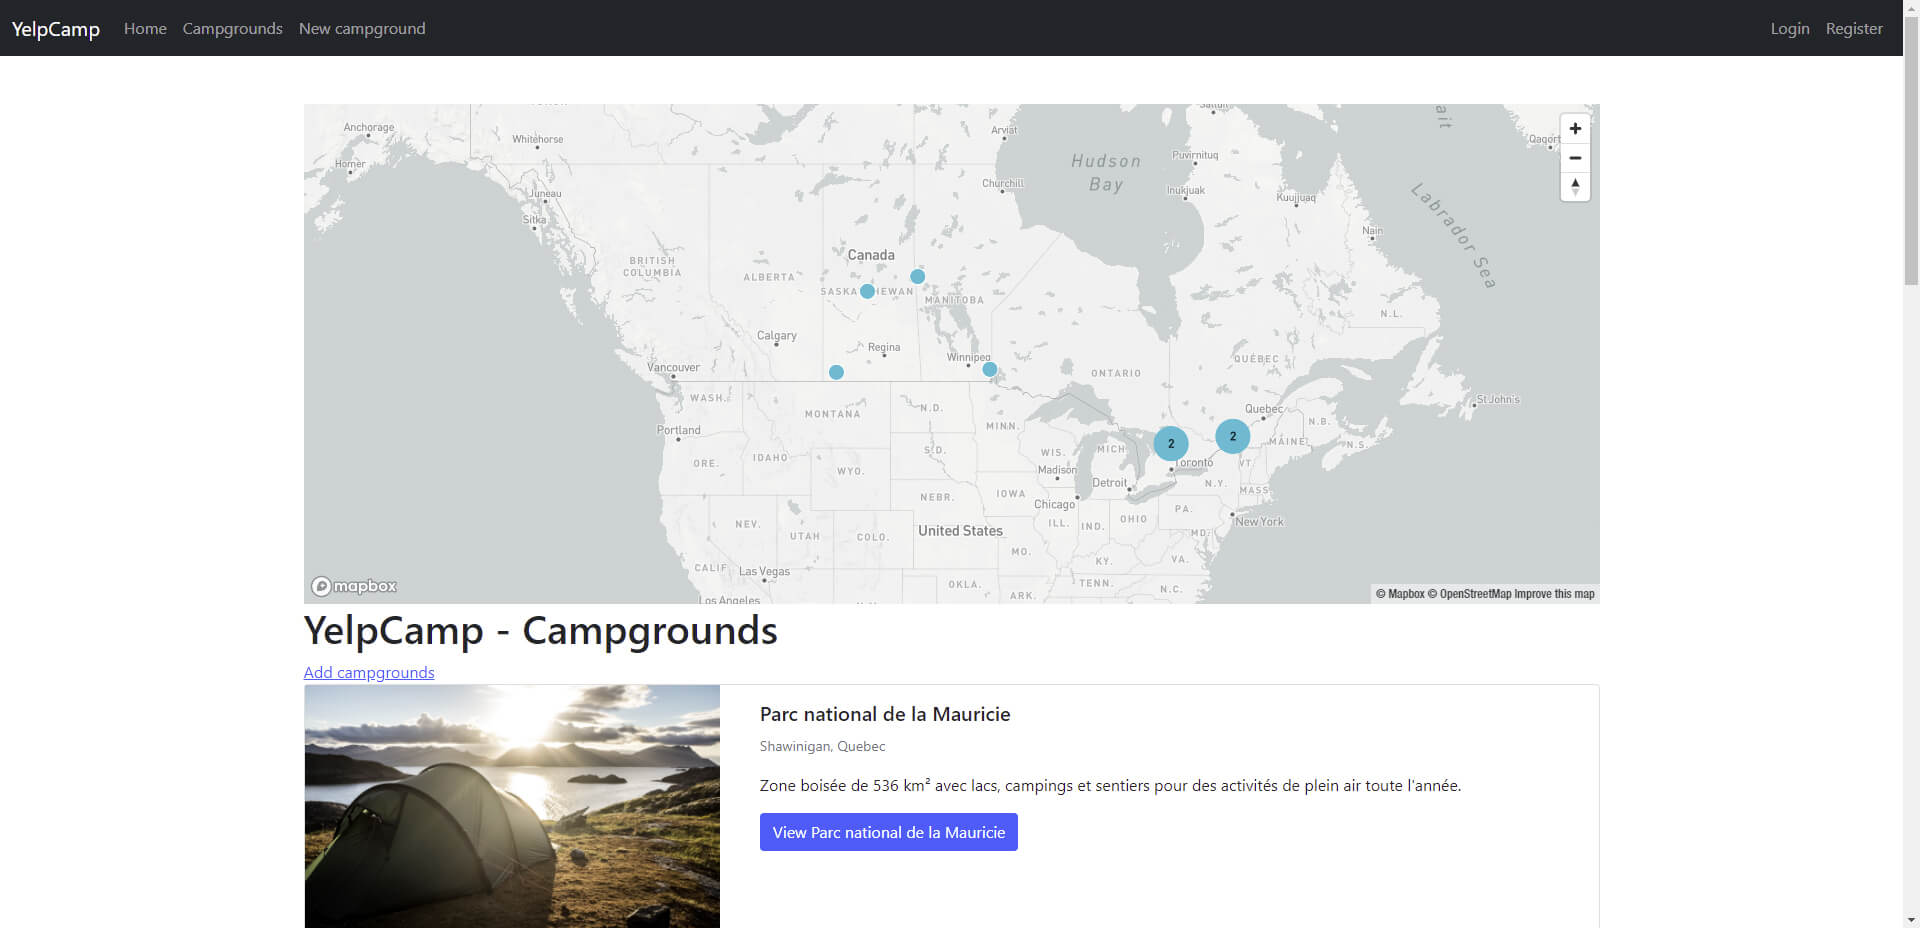 YelpCamp Home Campgrounds New campground Login Register
Anchorage
Homer
Whitehorse
Juneau
Sitka
Arviat
Churchill
Hudson
Bay
Puvirnituq
Inukjuak
Kuujjuaq
Nain
Labrador Sea
Canada
BRITISH
COLUMBIA
ALBERTA
MANITOBA
Calgary
Regina
Winnipeg
Vancouver
ONTARIO
QUÉBEC
N.L.
St John's
Quebec
N.B.
N.S.
MAINE
WASH.
MONTANA
N.D.
MINN.
Portland
ORE.
IDAHO
WYO.
S.D.
WIS.
MICH.
2
2
Toronto
VT.
Madison
Detroit
N.Y.
MASS.
NEBR.
IOWA
Chicago
PA.
New York
NEV.
UTAH
COLO.
United States
ILL.
IND.
OHIO
MD.
MO.
KY.
VA.
CALIF.
Las Vegas
OKLA.
ARK.
TENN.
N.C.
Los Angeles
mapbox
© Mapbox © OpenStreetMap Improve this map
YelpCamp - Campgrounds
Add campgrounds
Parc national de la Mauricie
Shawinigan, Quebec
Zone boisée de 536 km² avec lacs, campings et sentiers pour des activités de plein air toute l'année.
View Parc national de la Mauricie